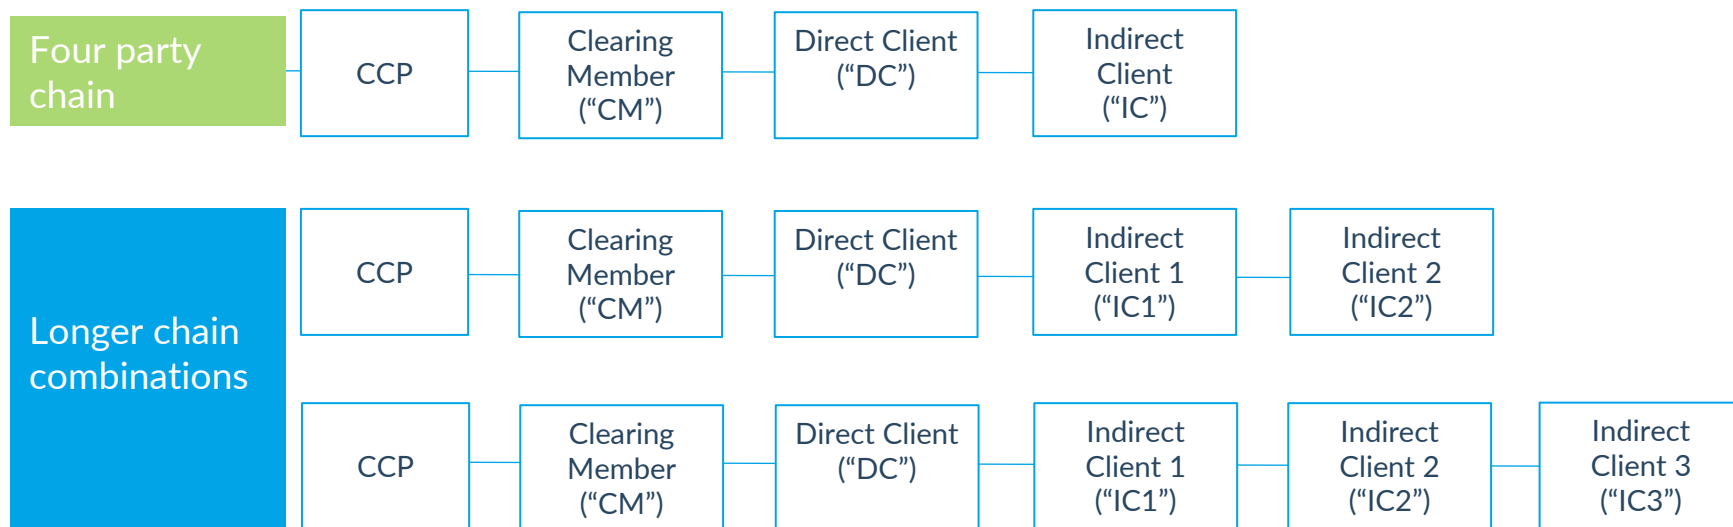 Four party
chain
CCP
Clearing
Member
(“CM”)
Direct Client
(“DC”)
Indirect
Client
(“IC”)
Longer chain
combinations
CCP
Clearing
Member
(“CM”)
Direct Client
(“DC”)
Indirect
Client 1
(“IC1”)
Indirect
Client 2
(“IC2”)
CCP
Clearing
Member
(“CM”)
Direct Client
(“DC”)
Indirect
Client 1
(“IC1”)
Indirect
Client 2
(“IC2”)
Indirect
Client 3
(“IC3”)